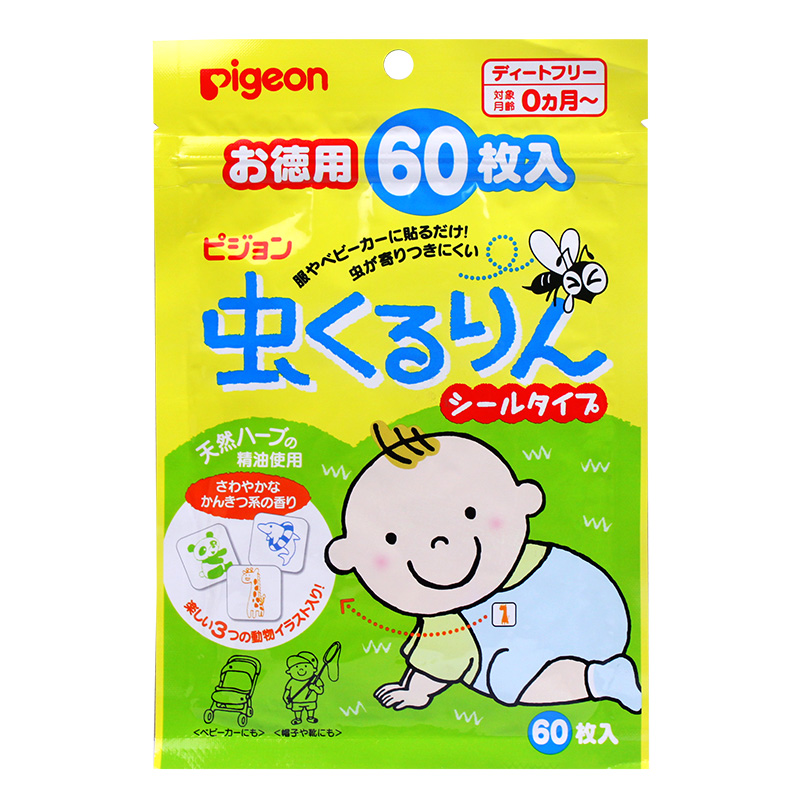 Pigeon
ディートフリー
対象月齢 0ヵ月〜
お徳用 60枚入
ピジョン
服やベビーカーに貼るだけ!
虫が寄りつきにくい
虫くるりん
シールタイプ
天然ハーブの
精油使用
さわやかな
かんきつ系の香り
楽しい3つの動物イラスト入り!
<ベビーカーにも> <帽子や靴にも>
60枚入